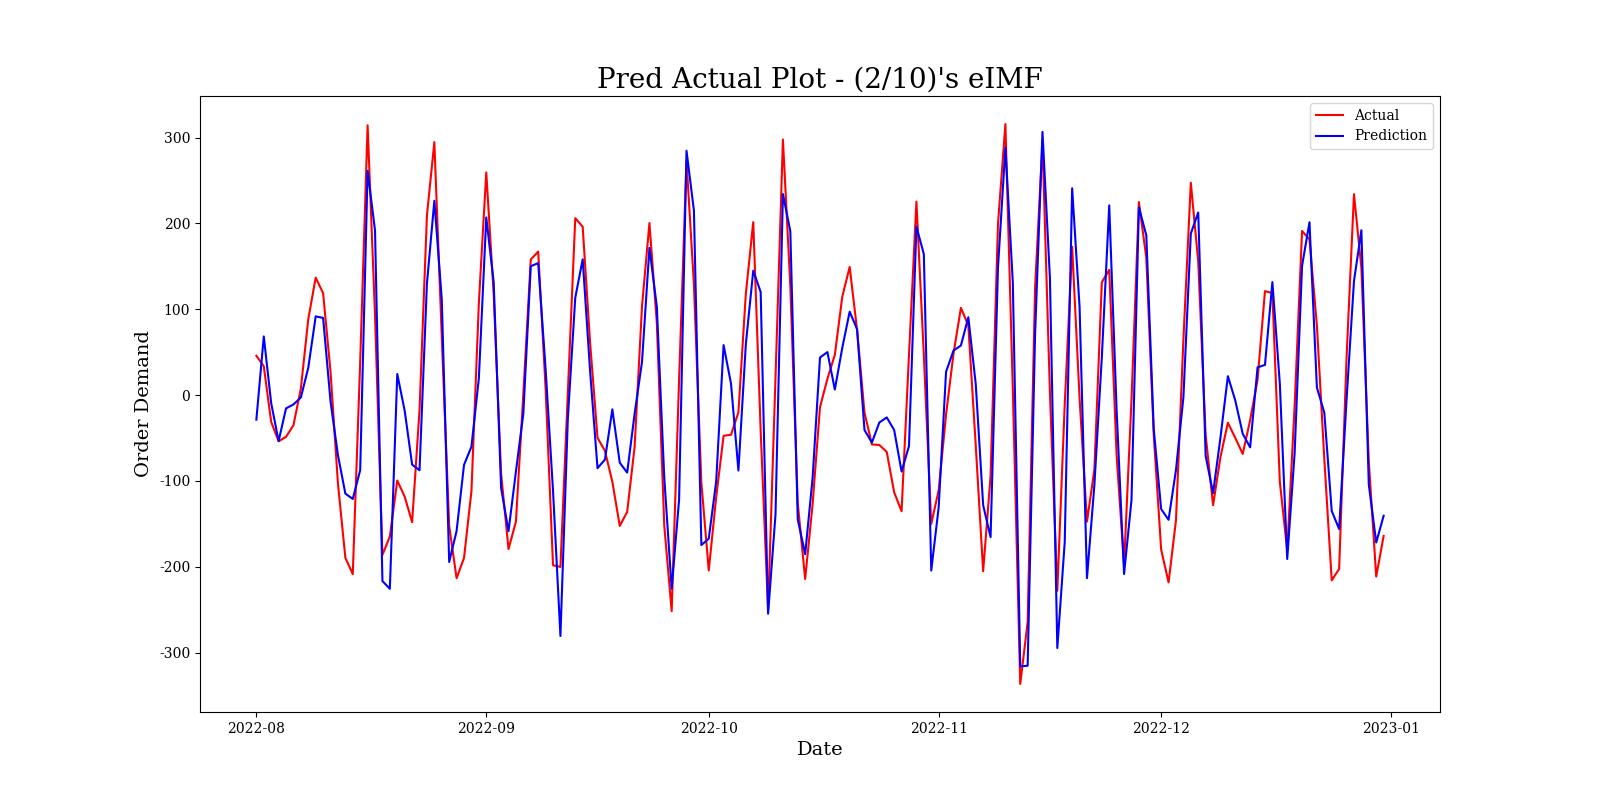 Pred Actual Plot - (2/10)'s eIMF
Actual
Prediction
300
200
100
0
-100
-200
-300
Order Demand
2022-08
2022-09
2022-10
2022-11
2022-12
2023-01
Date